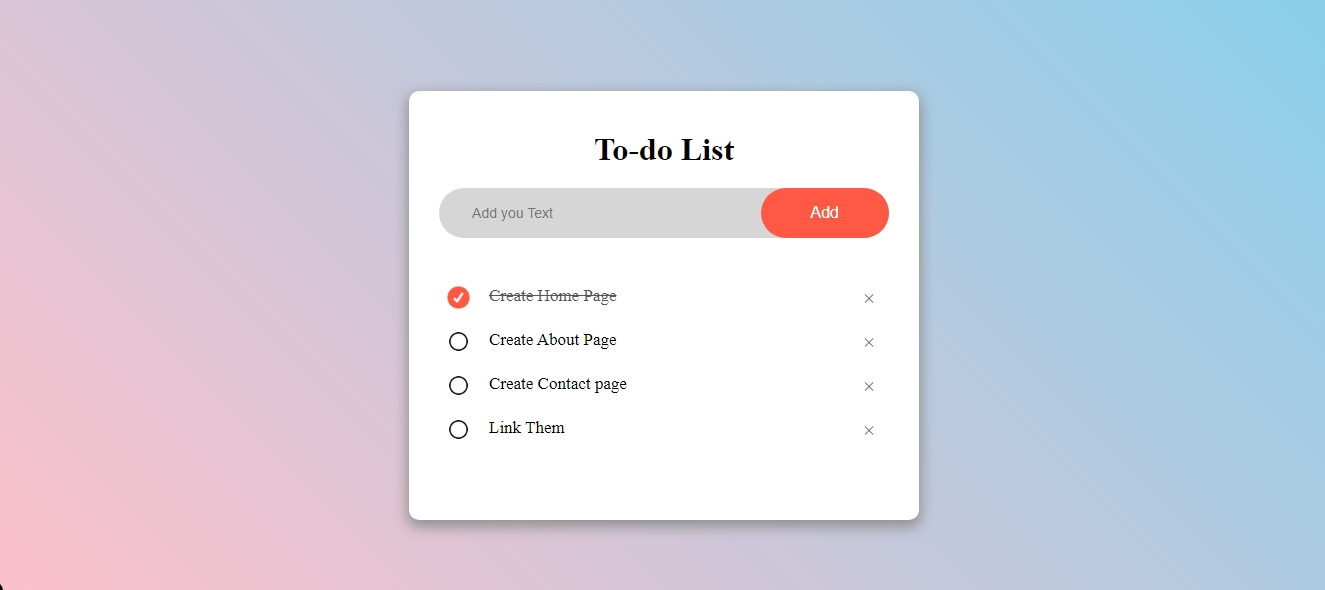 To-do List
Add you Text
Add
Create Home Page
Create About Page
Create Contact page
Link Them